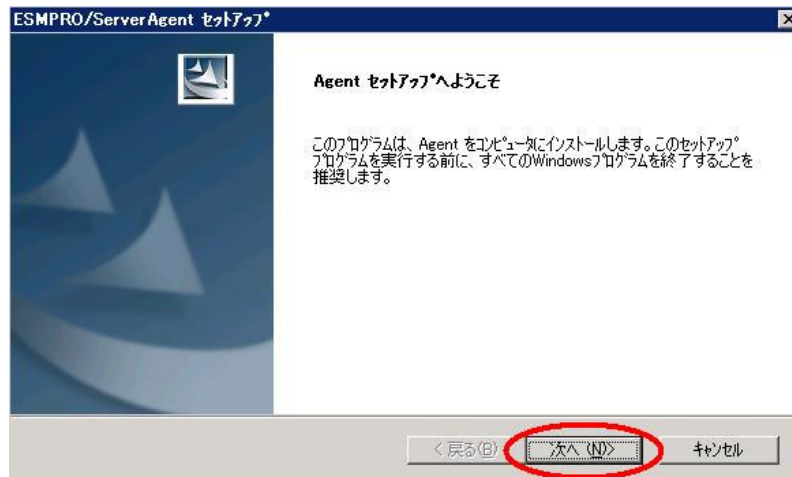 ESMPRO/ServerAgent ｾｯﾄｱｯﾌﾟ
Agent ｾｯﾄｱｯﾌﾟへようこそ
このﾌﾟﾛｸﾞﾗﾑは、Agent をｺﾝﾋﾟｭｰﾀにｲﾝｽﾄｰﾙします。このｾｯﾄｱｯﾌﾟ
ﾌﾟﾛｸﾞﾗﾑを実行する前に、すべてのWindowsﾌﾟﾛｸﾞﾗﾑを終了することを
推奨します。
< 戻る(B)
次へ (N)>
ｷｬﾝｾﾙ